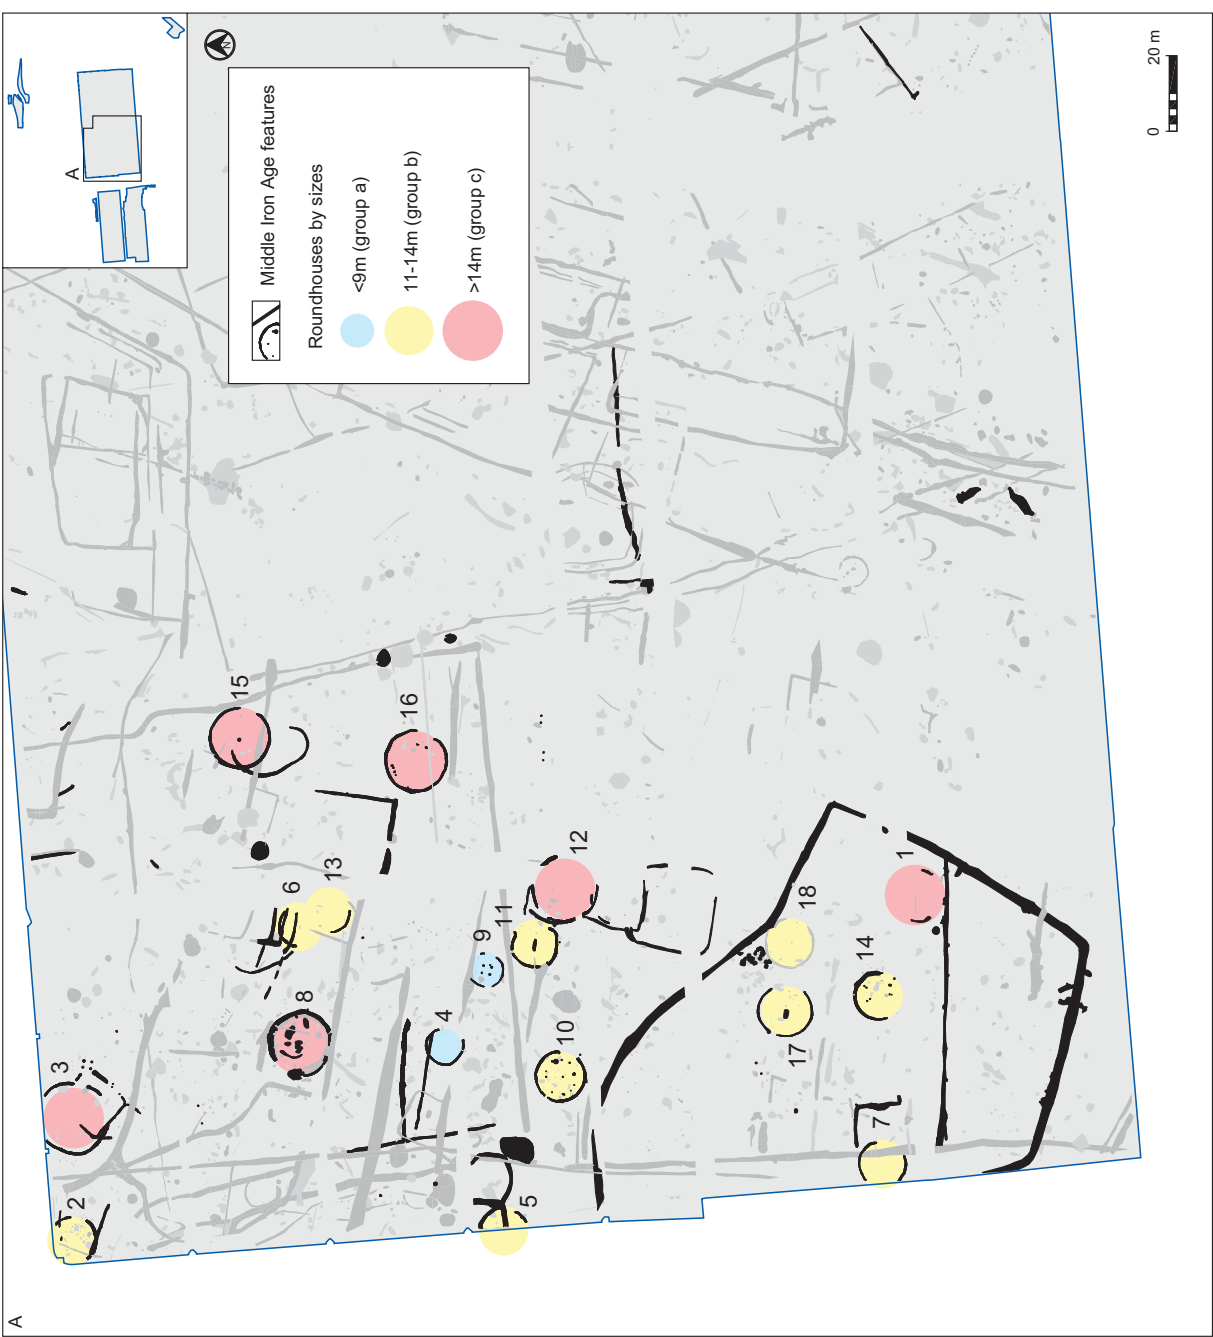 A
A
N
Middle Iron Age features
Roundhouses by sizes
<9m (group a)
11-14m (group b)
>14m (group c)
0
20 m
15
16
13
6
12
8
11
9
18
1
3
4
10
14
17
7
2
5